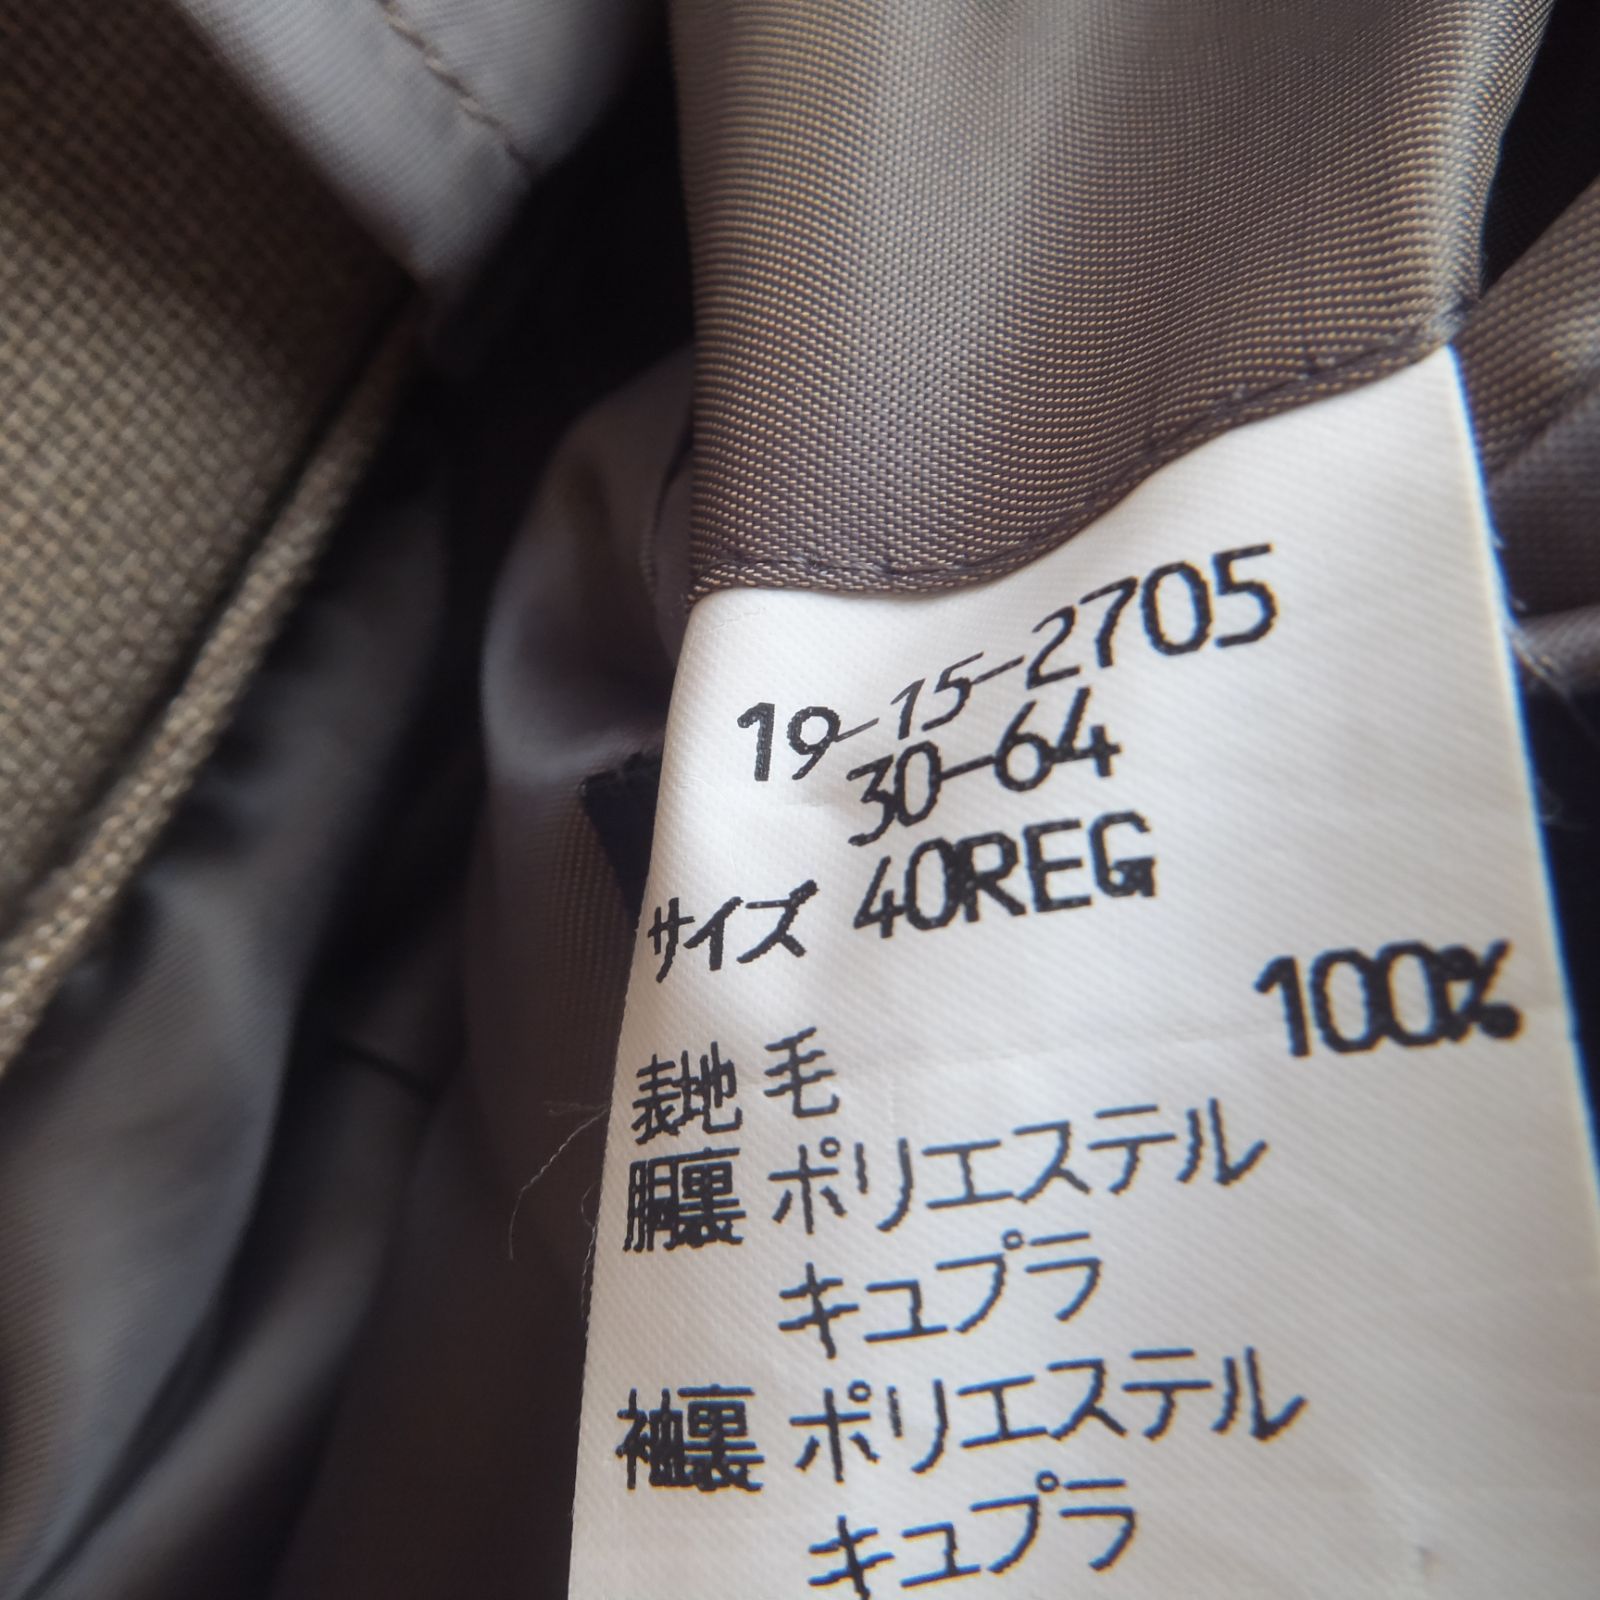 19-15-2705
30-64
サイズ 40REG
表地 毛 100%
胴裏 ポリエステル
キュプラ
袖裏 ポリエステル
キュプラ